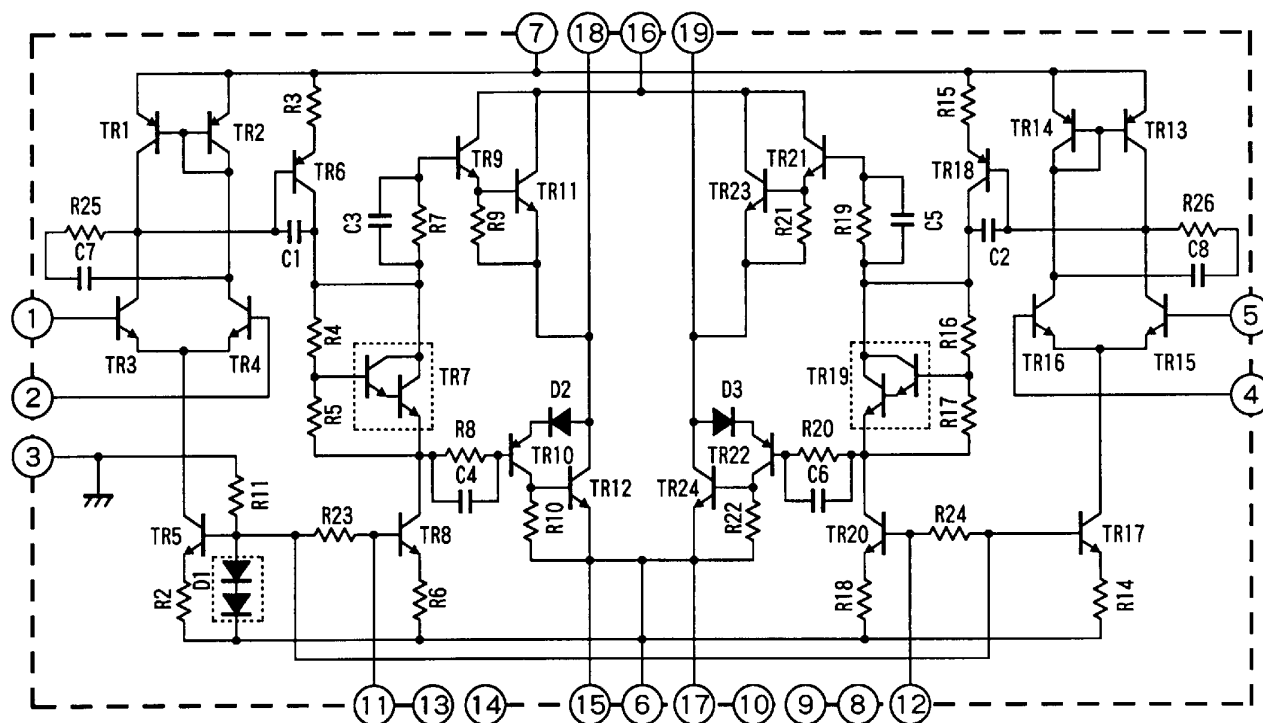 7 18 16 19
R3 R15
TR1 TR2 TR14 TR13
TR9 TR21
TR6 TR11 TR23 TR18
R25 C3 R7 R9 R21 R19 C5 R26
C7 C1 C2 C8
1 5
TR3 TR4 R4 R16 TR16 TR15
TR7 TR19
2 D2 D3 4
R5 R8 R20 R17
3 TR10 TR22
C4 C6
R11 TR12 TR24
R10 R22
TR5 R23 TR8 TR20 R24 TR17
D1
R2 R6 R18 R14
11 13 14 15 6 17 10 9 8 12